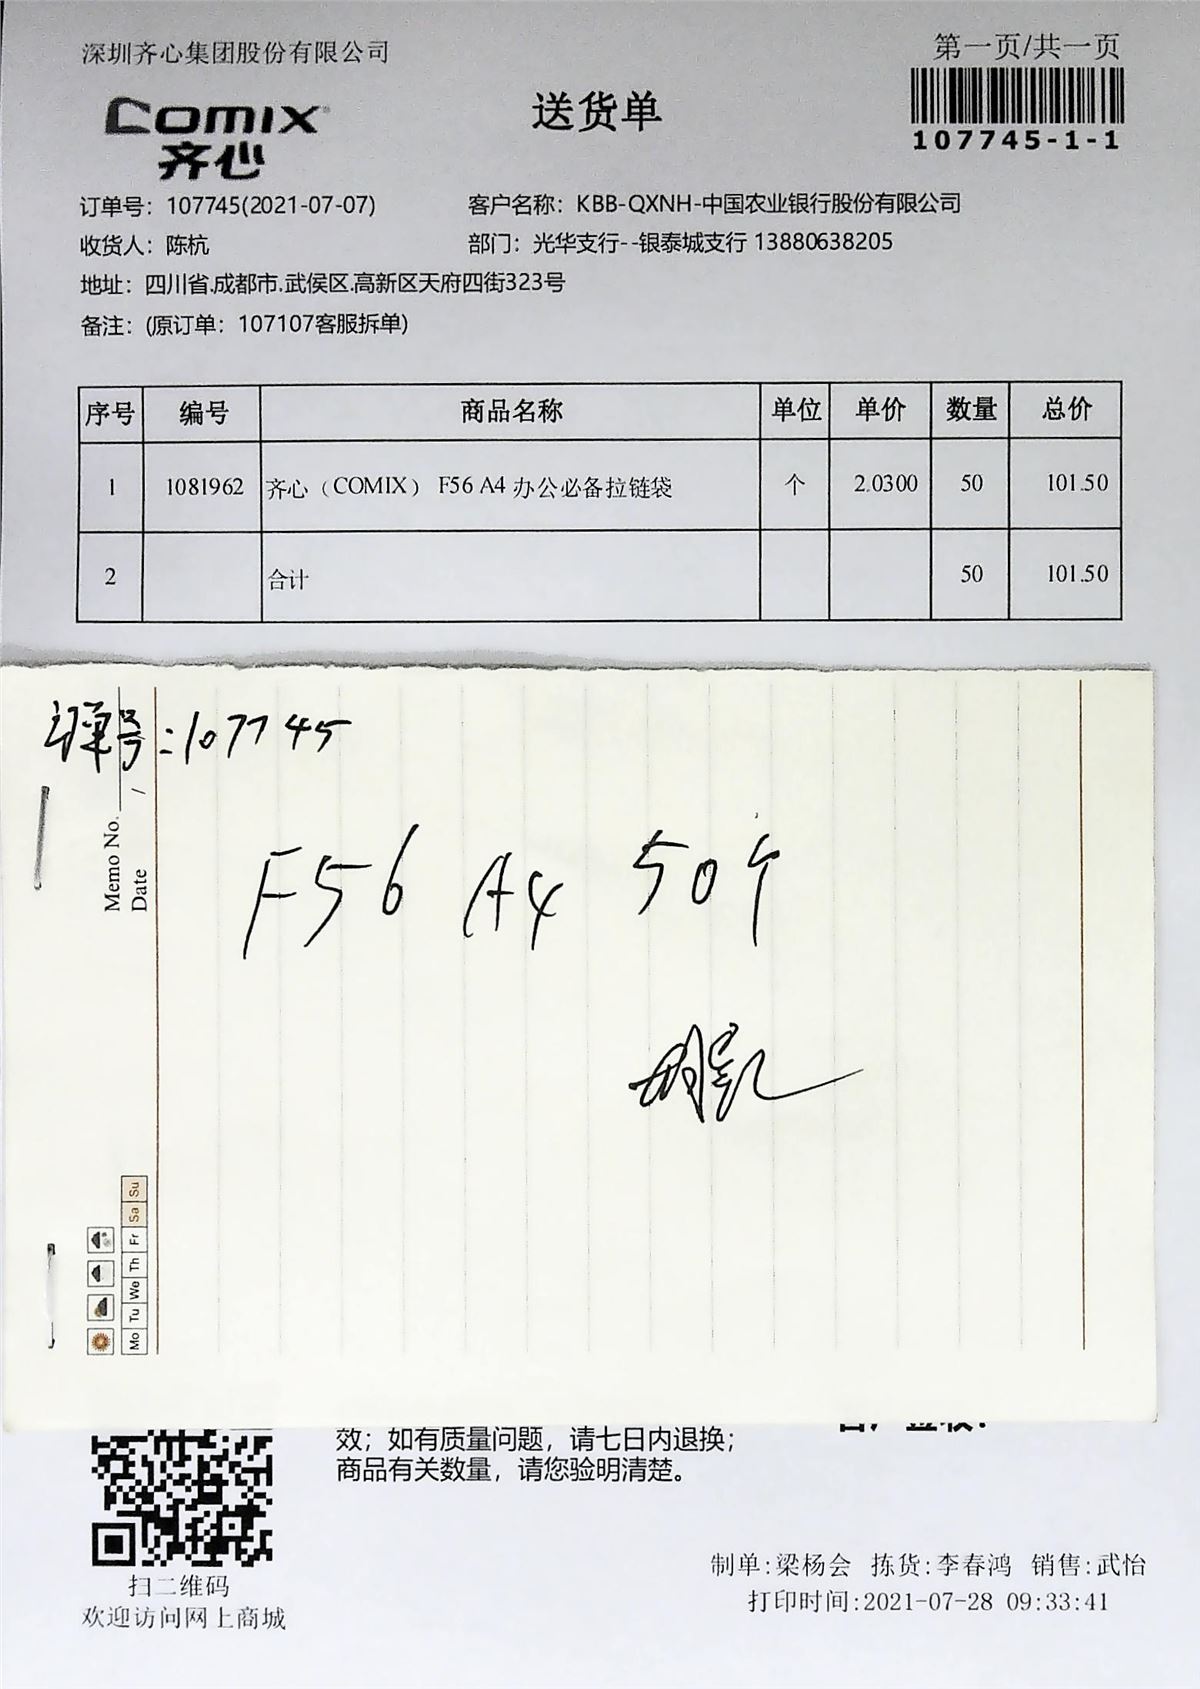 深圳齐心集团股份有限公司
第一页/共一页
COMIX
齐心
送货单
107745-1-1
订单号：107745(2021-07-07)
客户名称：KBB-QXNH-中国农业银行股份有限公司
收货人：陈杭
部门：光华支行--银泰城支行 13880638205
地址：四川省.成都市.武侯区.高新区天府四街323号
备注：(原订单：107107客服拆单)
序号 编号 商品名称 单位 单价 数量 总价
1 1081962 齐心（COMIX） F56 A4 办公必备拉链袋 个 2.0300 50 101.50
2 合计 50 101.50
订单号:107745
Memo No.
Date /
F56 A4 50个
Mo Tu We Th Fr Sa Su
效；如有质量问题，请七日内退换；
商品有关数量，请您验明清楚。
扫二维码
欢迎访问网上商城
制单:梁杨会 拣货:李春鸿 销售:武怡
打印时间:2021-07-28 09:33:41